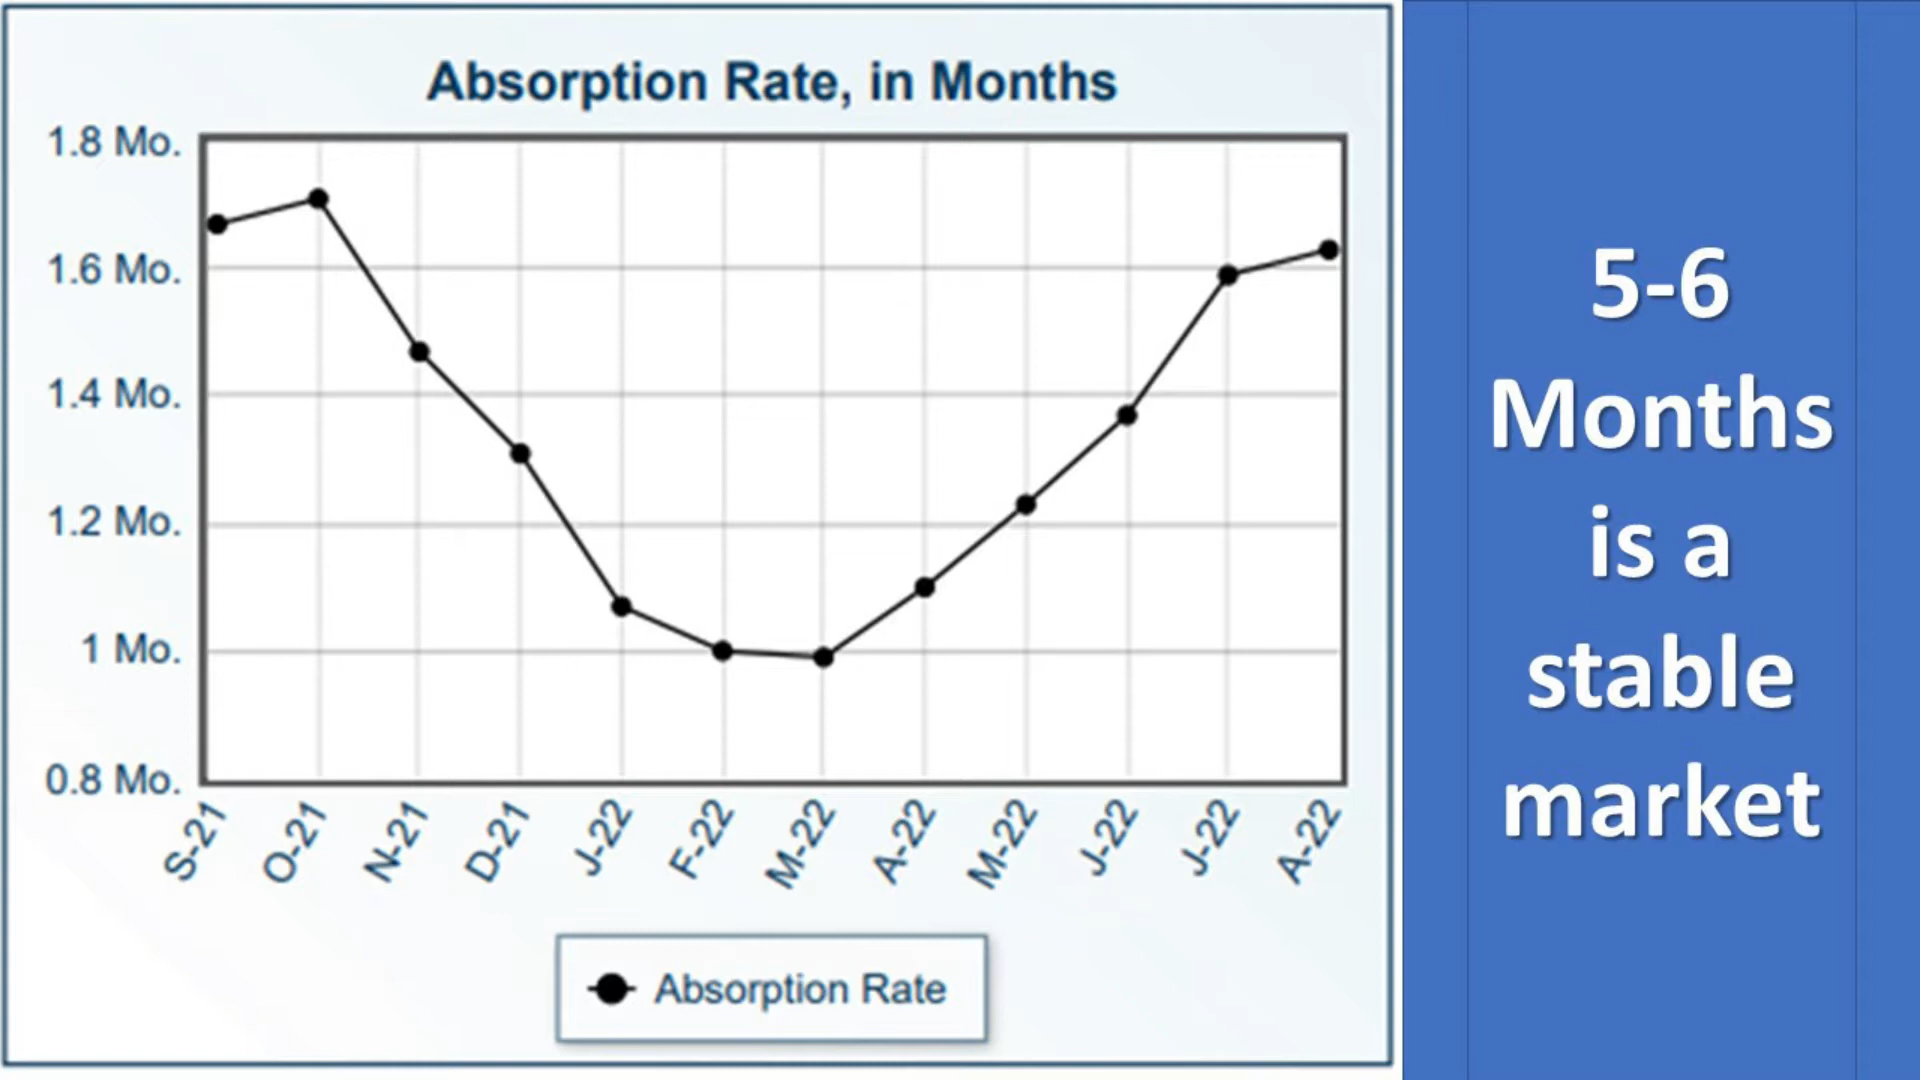 Absorption Rate, in Months
1.8 Mo.
1.6 Mo.
1.4 Mo.
1.2 Mo.
1 Mo.
0.8 Mo.
S-21
O-21
N-21
D-21
J-22
F-22
M-22
A-22
M-22
J-22
J-22
A-22
Absorption Rate
5-6
Months
is a
stable
market